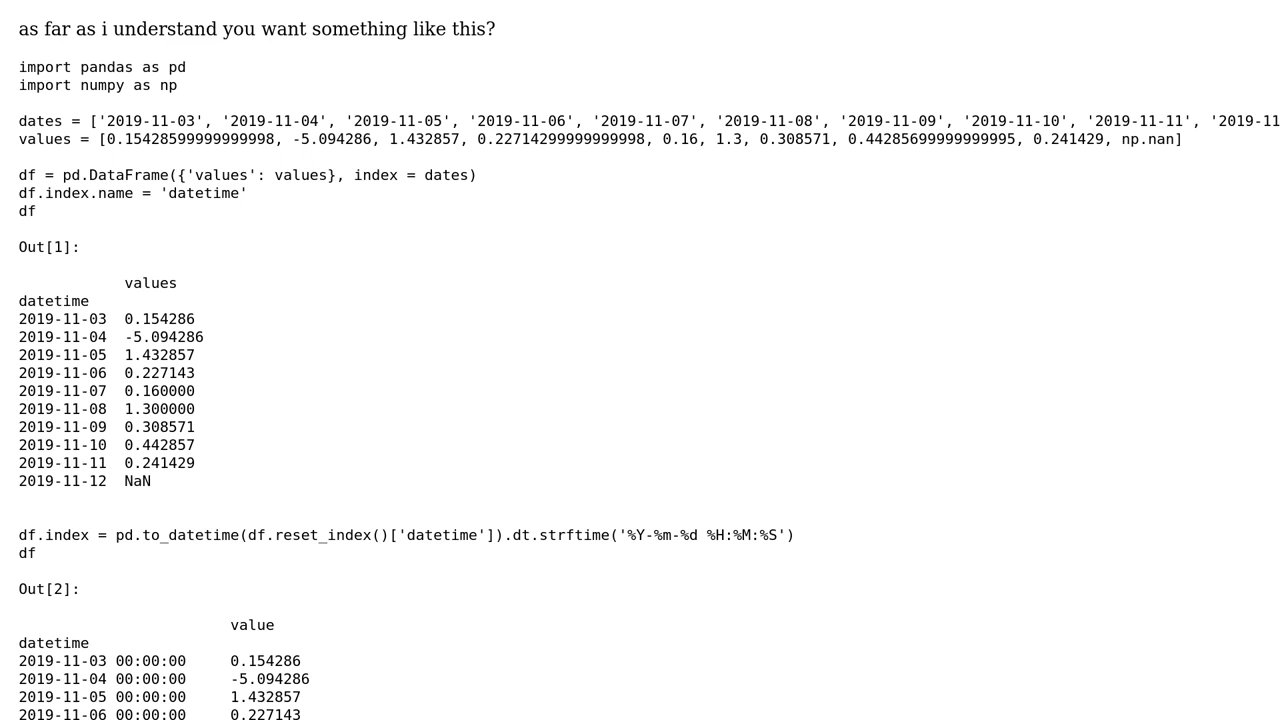 as far as i understand you want something like this?
import pandas as pd
import numpy as np
dates = ['2019-11-03', '2019-11-04', '2019-11-05', '2019-11-06', '2019-11-07', '2019-11-08', '2019-11-09', '2019-11-10', '2019-11-11', '2019-11
values = [0.15428599999999998, -5.094286, 1.432857, 0.22714299999999998, 0.16, 1.3, 0.308571, 0.44285699999999995, 0.241429, np.nan]
df = pd.DataFrame({'values': values}, index = dates)
df.index.name = 'datetime'
df
Out[1]:
            values
datetime
2019-11-03  0.154286
2019-11-04  -5.094286
2019-11-05  1.432857
2019-11-06  0.227143
2019-11-07  0.160000
2019-11-08  1.300000
2019-11-09  0.308571
2019-11-10  0.442857
2019-11-11  0.241429
2019-11-12  NaN
df.index = pd.to_datetime(df.reset_index()['datetime']).dt.strftime('%Y-%m-%d %H:%M:%S')
df
Out[2]:
                        value
datetime
2019-11-03 00:00:00     0.154286
2019-11-04 00:00:00     -5.094286
2019-11-05 00:00:00     1.432857
2019-11-06 00:00:00     0.227143